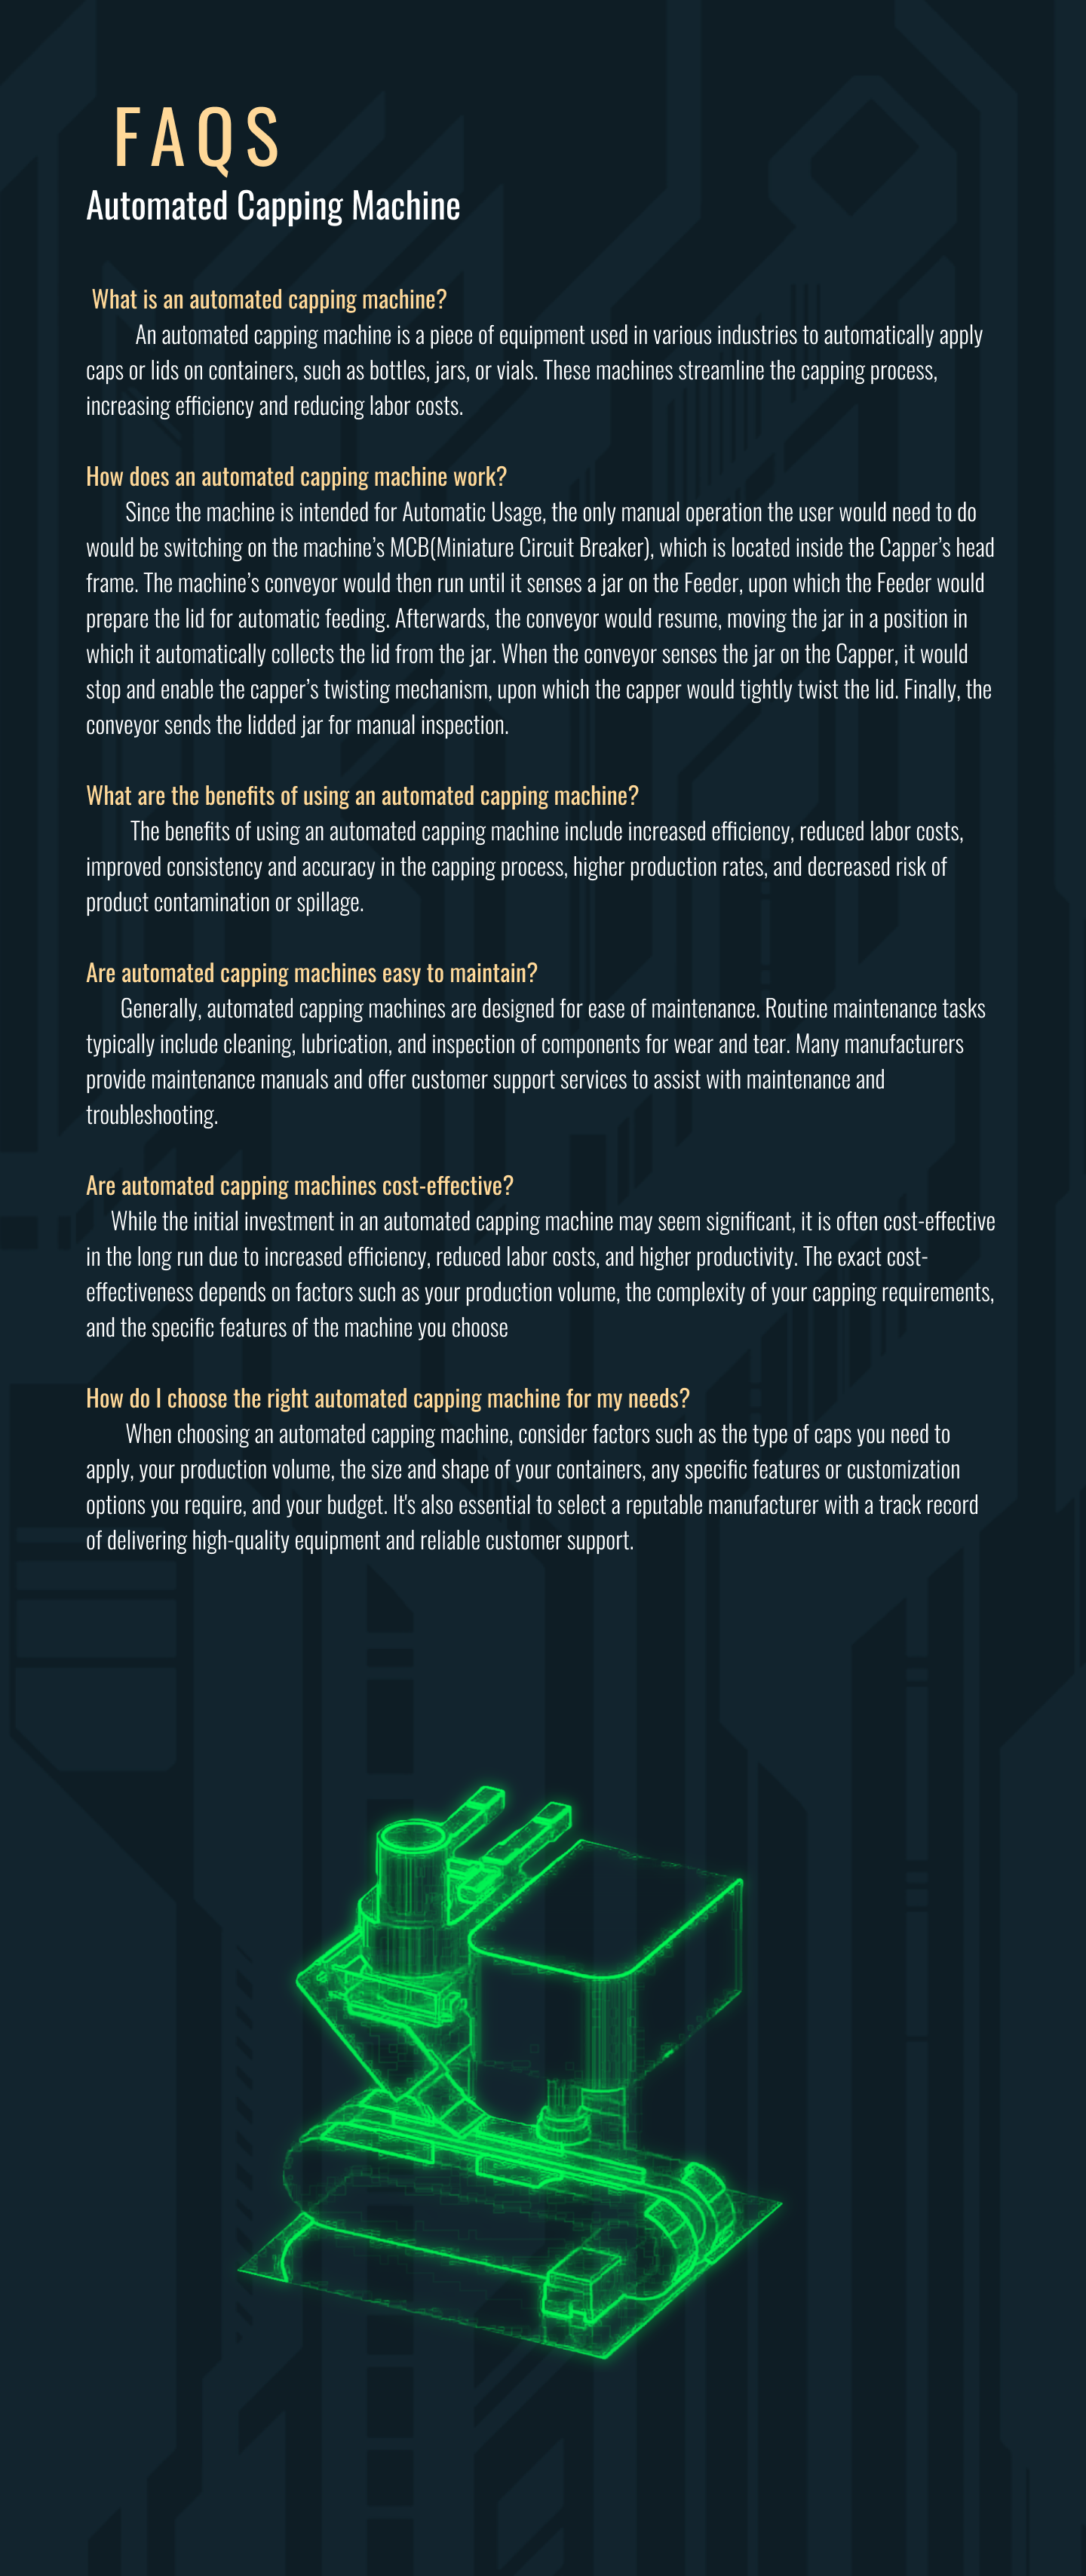 FAQS
Automated Capping Machine
What is an automated capping machine?
An automated capping machine is a piece of equipment used in various industries to automatically apply
caps or lids on containers, such as bottles, jars, or vials. These machines streamline the capping process,
increasing efficiency and reducing labor costs.
How does an automated capping machine work?
Since the machine is intended for Automatic Usage, the only manual operation the user would need to do
would be switching on the machine’s MCB(Miniature Circuit Breaker), which is located inside the Capper’s head
frame. The machine’s conveyor would then run until it senses a jar on the Feeder, upon which the Feeder would
prepare the lid for automatic feeding. Afterwards, the conveyor would resume, moving the jar in a position in
which it automatically collects the lid from the jar. When the conveyor senses the jar on the Capper, it would
stop and enable the capper’s twisting mechanism, upon which the capper would tightly twist the lid. Finally, the
conveyor sends the lidded jar for manual inspection.
What are the benefits of using an automated capping machine?
The benefits of using an automated capping machine include increased efficiency, reduced labor costs,
improved consistency and accuracy in the capping process, higher production rates, and decreased risk of
product contamination or spillage.
Are automated capping machines easy to maintain?
Generally, automated capping machines are designed for ease of maintenance. Routine maintenance tasks
typically include cleaning, lubrication, and inspection of components for wear and tear. Many manufacturers
provide maintenance manuals and offer customer support services to assist with maintenance and
troubleshooting.
Are automated capping machines cost-effective?
While the initial investment in an automated capping machine may seem significant, it is often cost-effective
in the long run due to increased efficiency, reduced labor costs, and higher productivity. The exact cost-
effectiveness depends on factors such as your production volume, the complexity of your capping requirements,
and the specific features of the machine you choose
How do I choose the right automated capping machine for my needs?
When choosing an automated capping machine, consider factors such as the type of caps you need to
apply, your production volume, the size and shape of your containers, any specific features or customization
options you require, and your budget. It's also essential to select a reputable manufacturer with a track record
of delivering high-quality equipment and reliable customer support.